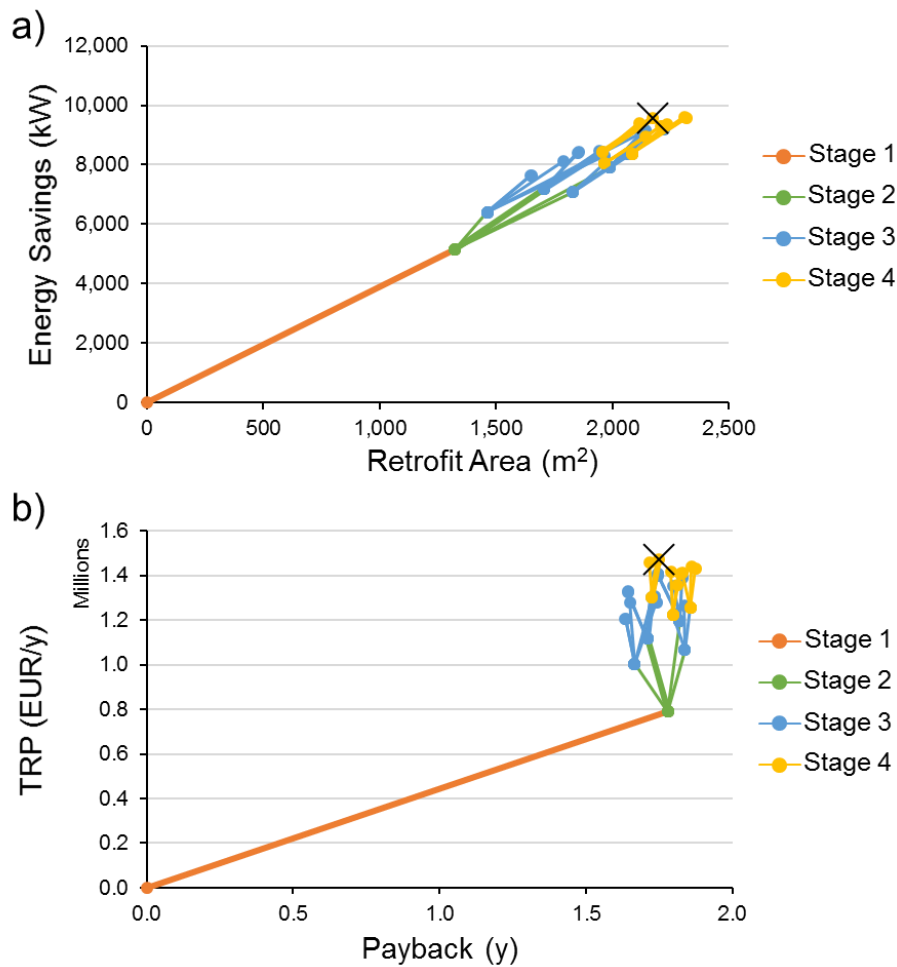 a)
12,000
10,000
8,000
6,000
4,000
2,000
0
Energy Savings (kW)
0 500 1,000 1,500 2,000 2,500
Retrofit Area (m²)
Stage 1
Stage 2
Stage 3
Stage 4
b)
Millions
1.6
1.4
1.2
1.0
0.8
0.6
0.4
0.2
0.0
TRP (EUR/y)
0.0 0.5 1.0 1.5 2.0
Payback (y)
Stage 1
Stage 2
Stage 3
Stage 4